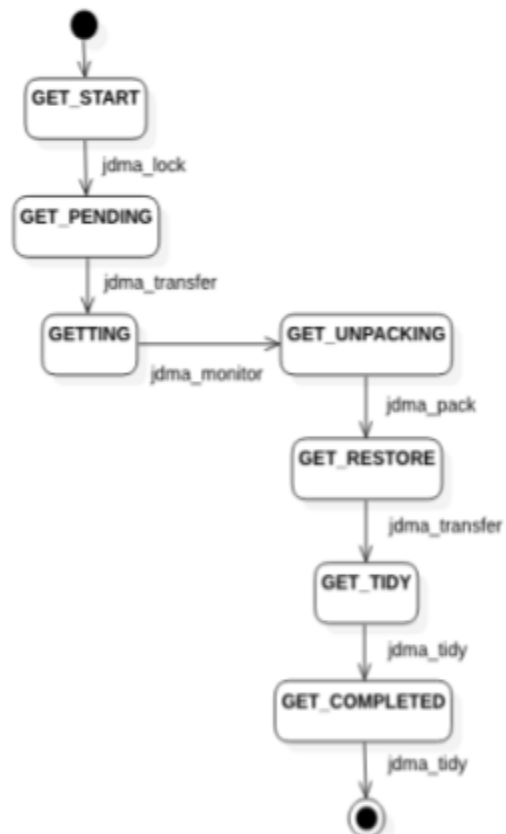 GET_START
jdma_lock
GET_PENDING
jdma_transfer
GETTING
GET_UNPACKING
jdma_monitor
jdma_pack
GET_RESTORE
jdma_transfer
GET_TIDY
jdma_tidy
GET_COMPLETED
jdma_tidy